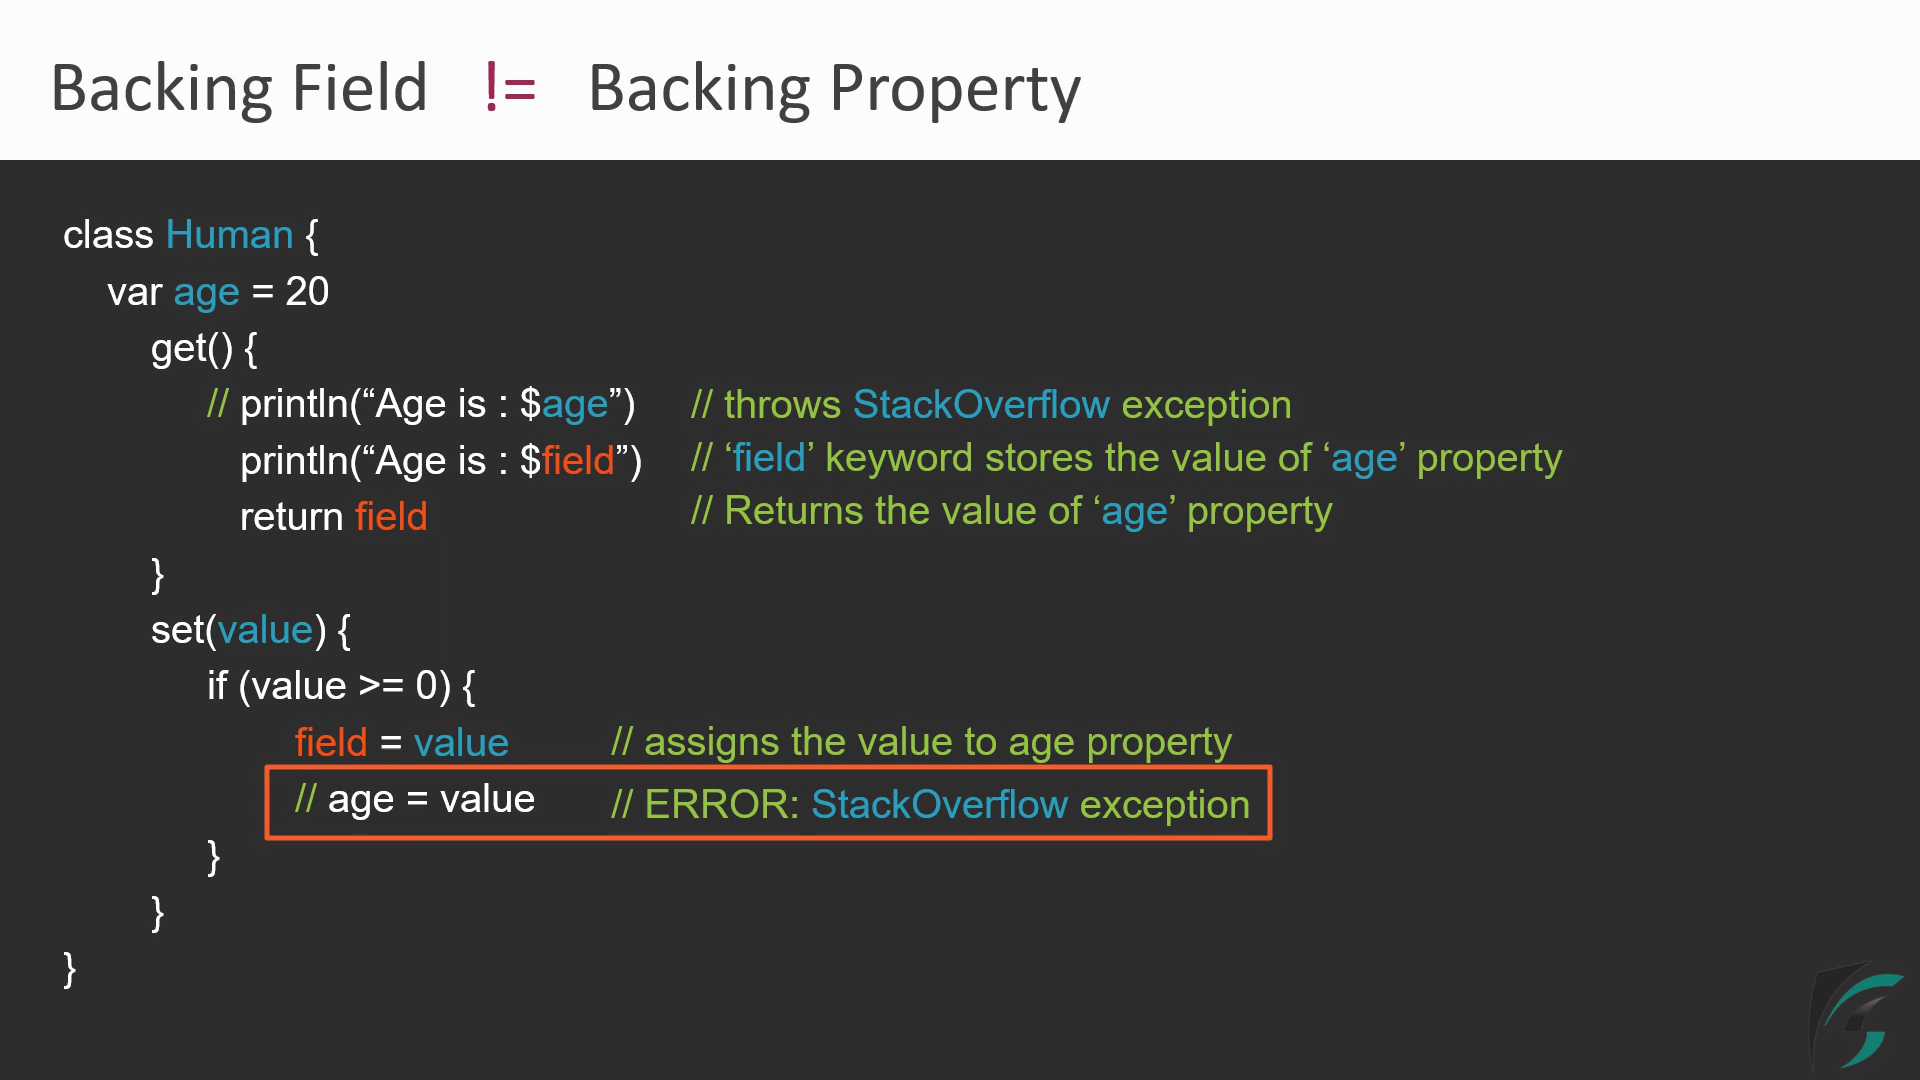 Backing Field != Backing Property
class Human {
var age = 20
get() {
// println(“Age is : $age”) // throws StackOverflow exception
println(“Age is : $field”) // ‘field’ keyword stores the value of ‘age’ property
return field // Returns the value of ‘age’ property
}
set(value) {
if (value >= 0) {
field = value // assigns the value to age property
// age = value // ERROR: StackOverflow exception
}
}
}